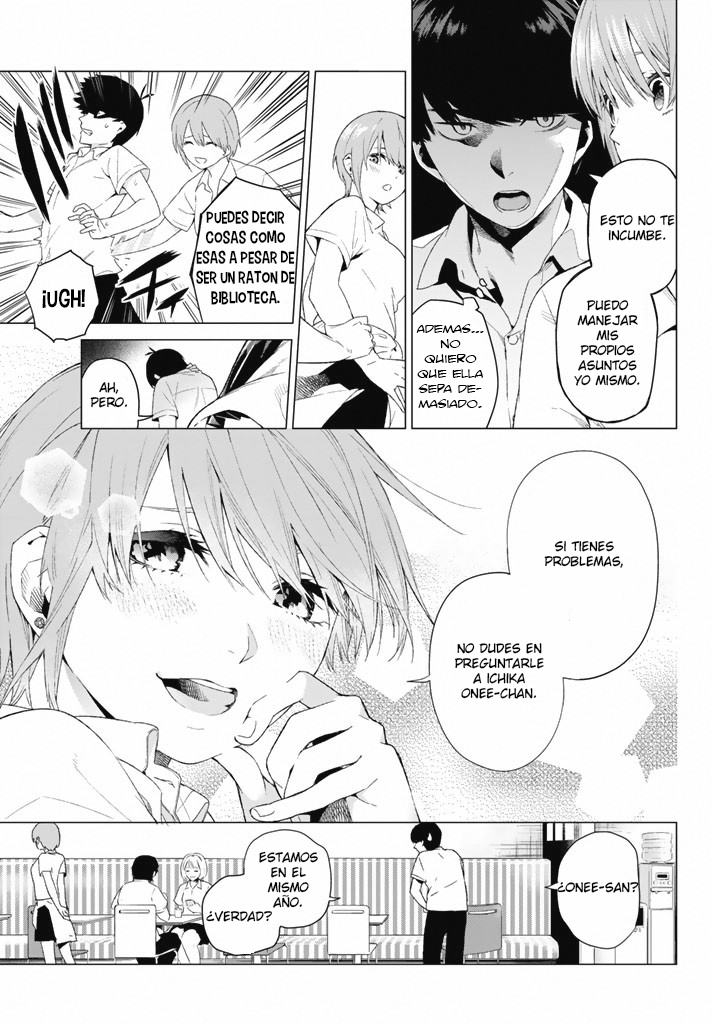 ESTO NO TE
INCUMBE.
PUEDO
MANEJAR
MIS
PROPIOS
ASUNTOS
YO MISMO.
ADEMAS...
NO
QUIERO
QUE ELLA
SEPA DE-
MASIADO.
PUEDES DECIR
COSAS COMO
ESAS A PESAR DE
SER UN RATON DE
BIBLIOTECA.
¡UGH!
AH,
PERO.
SI TIENES
PROBLEMAS,
NO DUDES EN
PREGUNTARLE
A ICHIKA
ONEE-CHAN.
¿ONEE-SAN?
ESTAMOS
EN EL
MISMO
AÑO.
¿VERDAD?